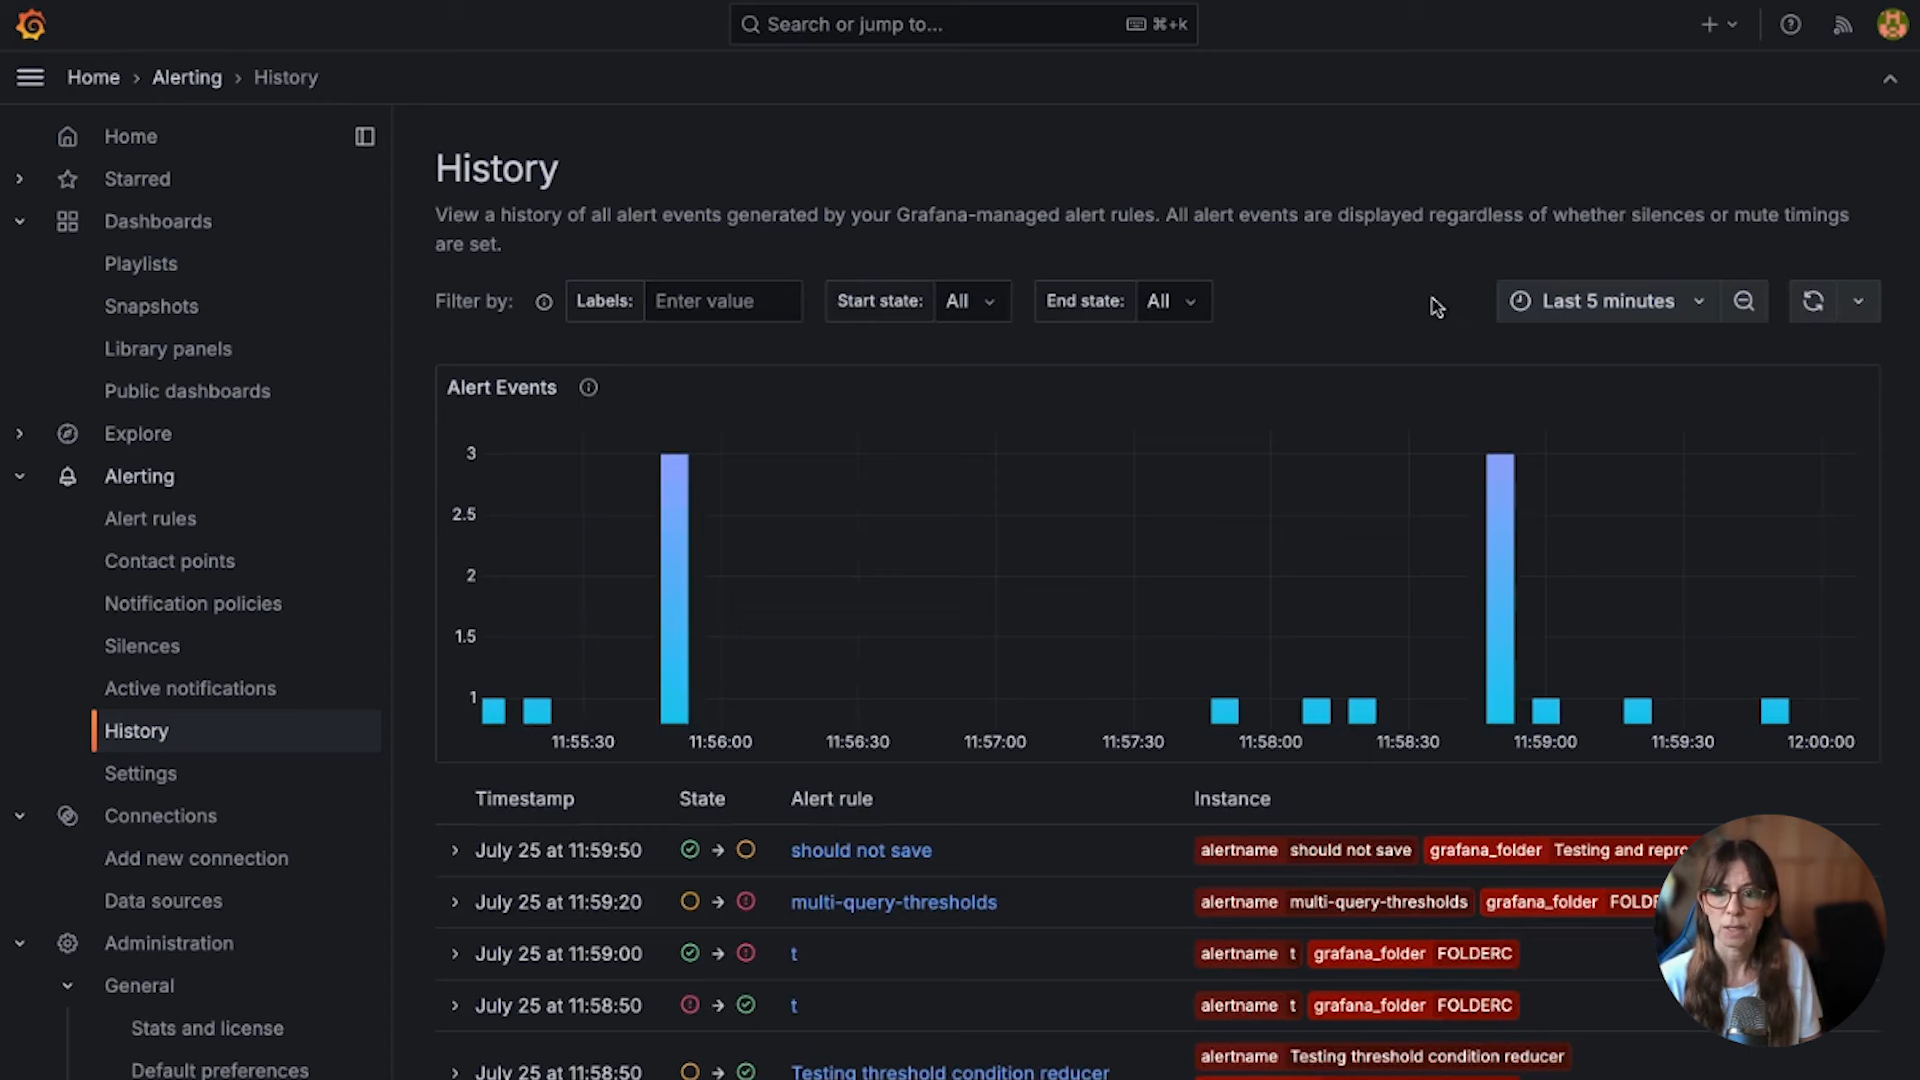 Search or jump to...
⌘+k
Home › Alerting › History
Home
Starred
Dashboards
Playlists
Snapshots
Library panels
Public dashboards
Explore
Alerting
Alert rules
Contact points
Notification policies
Silences
Active notifications
History
Settings
Connections
Add new connection
Data sources
Administration
General
Stats and license
Default preferences
History
View a history of all alert events generated by your Grafana-managed alert rules. All alert events are displayed regardless of whether silences or mute timings
are set.
Filter by: Labels: Enter value Start state: All End state: All Last 5 minutes
Alert Events
3
2.5
2
1.5
1
11:55:30 11:56:00 11:56:30 11:57:00 11:57:30 11:58:00 11:58:30 11:59:00 11:59:30 12:00:00
Timestamp State Alert rule Instance
July 25 at 11:59:50 → should not save alertname should not save grafana_folder Testing and repro
July 25 at 11:59:20 → multi-query-thresholds alertname multi-query-thresholds grafana_folder
July 25 at 11:59:00 → t alertname t grafana_folder FOLDERC
July 25 at 11:58:50 → t alertname t grafana_folder FOLDERC
alertname Testing threshold condition reducer
July 25 at 11:58:50 → Testing threshold condition reducer